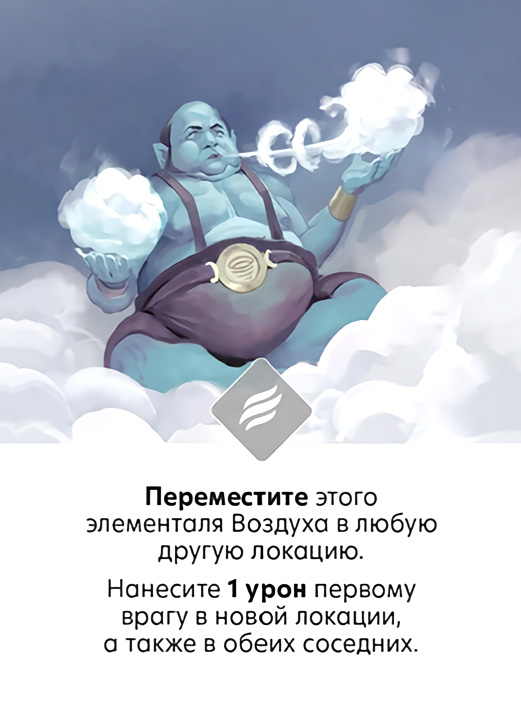 Переместите этого
элементаля Воздуха в любую
другую локацию.
Нанесите 1 урон первому
врагу в новой локации,
а также в обеих соседних.